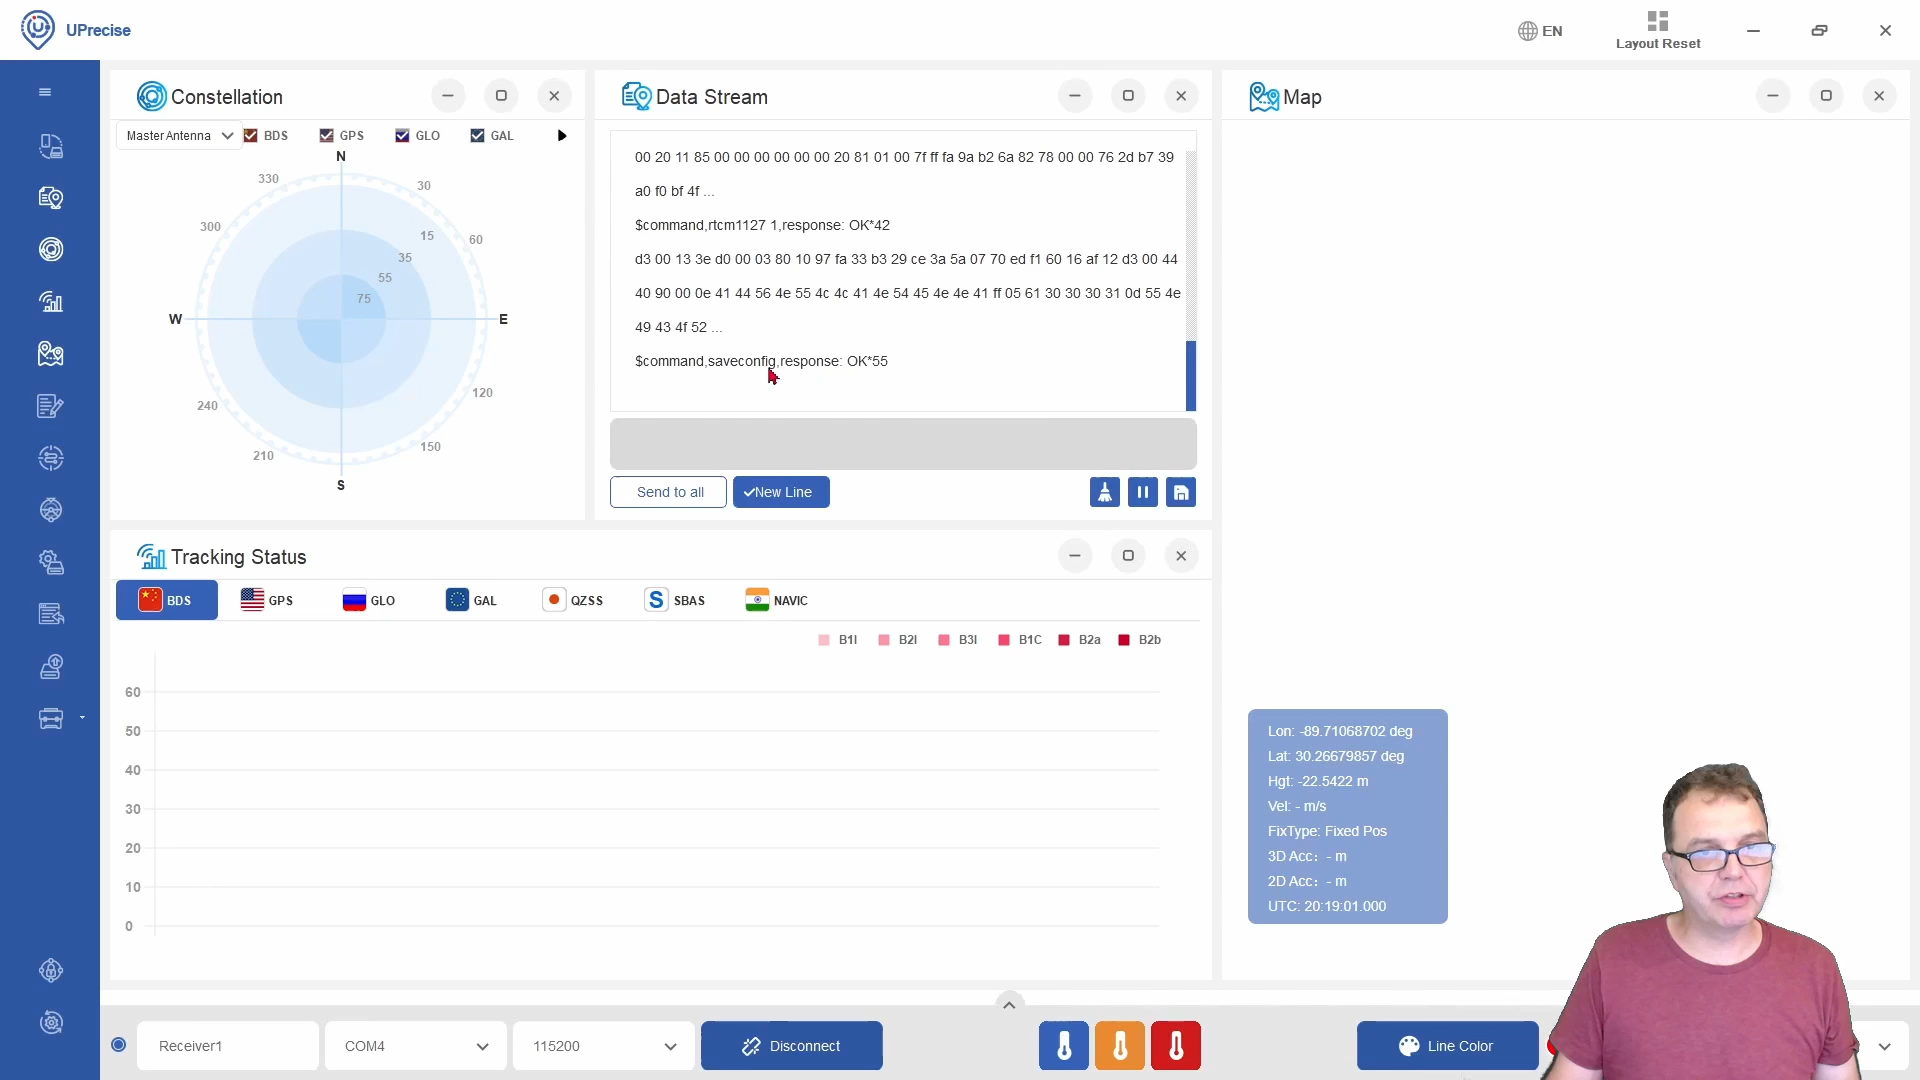 UPrecise
EN
Layout Reset
Constellation
Master Antenna
BDS
GPS
GLO
GAL
N
330
30
300
15
60
35
55
75
W
E
120
240
150
210
S
Data Stream
00 20 11 85 00 00 00 00 00 00 20 81 01 00 7f ff fa 9a b2 6a 82 78 00 00 76 2d b7 39
a0 f0 bf 4f ...
$command,rtcm1127 1,response: OK*42
d3 00 13 3e d0 00 03 80 10 97 fa 33 b3 29 ce 3a 5a 07 70 ed f1 60 16 af 12 d3 00 44
40 90 00 0e 41 44 56 4e 55 4c 4c 41 4e 54 45 4e 4e 41 ff 05 61 30 30 30 31 0d 55 4e
49 43 4f 52 ...
$command,saveconfig,response: OK*55
Send to all
New Line
Map
Lon: -89.71068702 deg
Lat: 30.26679857 deg
Hgt: -22.5422 m
Vel: - m/s
FixType: Fixed Pos
3D Acc: - m
2D Acc: - m
UTC: 20:19:01.000
Tracking Status
BDS
GPS
GLO
GAL
QZSS
S
SBAS
NAVIC
B1I
B2I
B3I
B1C
B2a
B2b
60
50
40
30
20
10
0
Receiver1
COM4
115200
Disconnect
Line Color